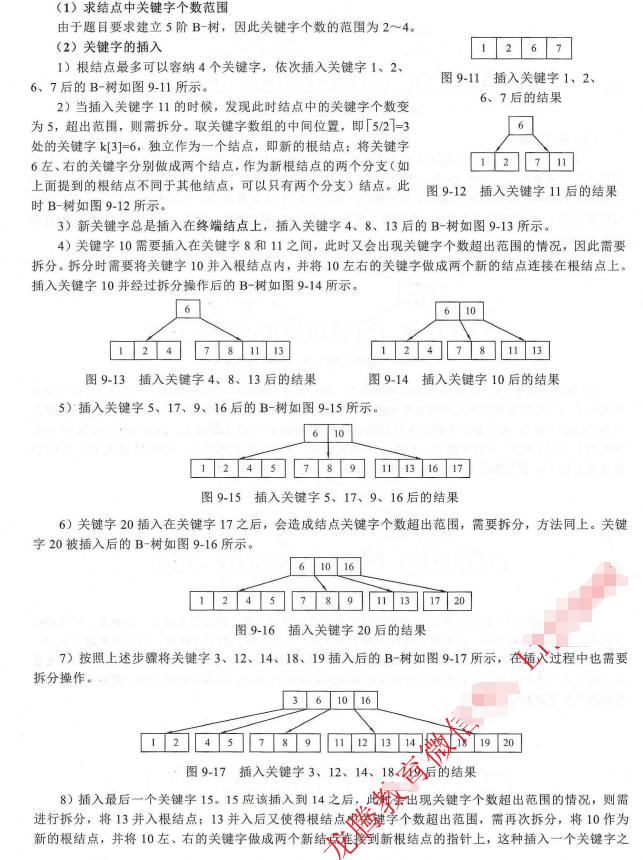 （1）求结点中关键字个数范围
由于题目要求建立 5 阶 B-树，因此关键字个数的范围为 2～4。
（2）关键字的插入
1）根结点最多可以容纳 4 个关键字，依次插入关键字 1、2、
6、7 后的 B-树如图 9-11 所示。
1 2 6 7
图 9-11 插入关键字 1、2、
6、7 后的结果
2）当插入关键字 11 的时候，发现此时结点中的关键字个数变
为 5，超出范围，则需拆分。取关键字数组的中间位置，即⌈5/2⌉=3
处的关键字 k[3]=6，独立作为一个结点，即新的根结点；将关键字
6 左、右的关键字分别做成两个结点，作为新根结点的两个分支（如
上面提到的根结点不同于其他结点，可以只有两个分支）结点。此
时 B-树如图 9-12 所示。
6
1 2 7 11
图 9-12 插入关键字 11 后的结果
3）新关键字总是插入在终端结点上，插入关键字 4、8、13 后的 B-树如图 9-13 所示。
4）关键字 10 需要插入在关键字 8 和 11 之间，此时又会出现关键字个数超出范围的情况，因此需要
拆分。拆分时需要将关键字 10 并入根结点内，并将 10 左右的关键字做成两个新的结点连接在根结点上。
插入关键字 10 并经过拆分操作后的 B-树如图 9-14 所示。
6
1 2 4 7 8 11 13
图 9-13 插入关键字 4、8、13 后的结果
6 10
1 2 4 7 8 11 13
图 9-14 插入关键字 10 后的结果
5）插入关键字 5、17、9、16 后的 B-树如图 9-15 所示。
6 10
1 2 4 5 7 8 9 11 13 16 17
图 9-15 插入关键字 5、17、9、16 后的结果
6）关键字 20 插入在关键字 17 之后，会造成结点关键字个数超出范围，需要拆分，方法同上。关键
字 20 被插入后的 B-树如图 9-16 所示。
6 10 16
1 2 4 5 7 8 9 11 13 17 20
图 9-16 插入关键字 20 后的结果
7）按照上述步骤将关键字 3、12、14、18、19 插入后的 B-树如图 9-17 所示，在插入过程中也需要
拆分操作。
3 6 10 16
1 2 4 5 7 8 9 11 12 13 14 17 18 19 20
图 9-17 插入关键字 3、12、14、18、19 后的结果
8）插入最后一个关键字 15。15 应该插入到 14 之后，此时会出现关键字个数超出范围的情况，则需
进行拆分，将 13 并入根结点；13 并入后又使得根结点中关键字个数超出范围，需再次拆分，将 10 作为
新的根结点，并将 10 左、右的关键字做成两个新结点连接到新根结点的指针上，这种插入一个关键字之
龙腾教育微信